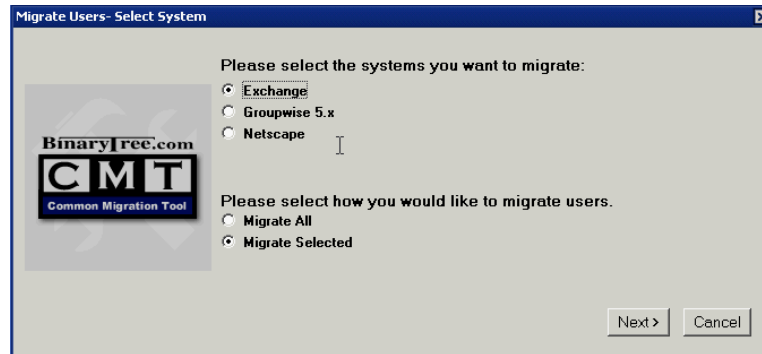 Migrate Users- Select System
Please select the systems you want to migrate:
Exchange
Groupwise 5.x
Netscape
BinaryTree.com
CMT
Common Migration Tool
Please select how you would like to migrate users.
Migrate All
Migrate Selected
Next >
Cancel